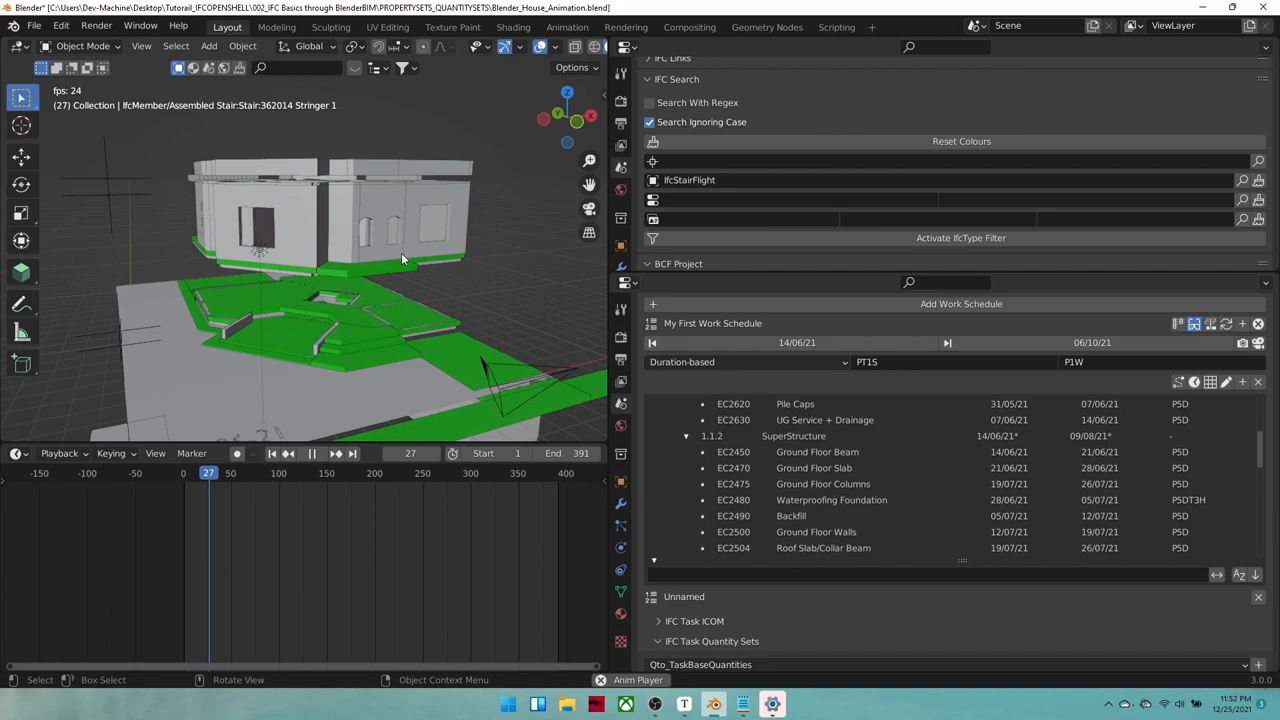 Blender* [C:\Users\Dev-Machine\Desktop\Tutorail_IFCOPENSHELL\002_IFC Basics through BlenderBIM\PROPERTYSETS_QUANTITYSETS\Blender_House_Animation.blend]
File Edit Render Window Help Layout Modeling Sculpting UV Editing Texture Paint Shading Animation Rendering Compositing Geometry Nodes Scripting + Scene ViewLayer
Object Mode View Select Add Object Global
Options
fps: 24
(27) Collection | IfcMember/Assembled Stair:Stair:362014 Stringer 1
Z
Y
X
IFC Links
IFC Search
Search With Regex
Search Ignoring Case
Reset Colours
IfcStairFlight
Activate IfcType Filter
BCF Project
Add Work Schedule
My First Work Schedule
14/06/21 06/10/21
Duration-based PT1S P1W
EC2620 Pile Caps 31/05/21 07/06/21 P5D
EC2630 UG Service + Drainage 07/06/21 14/06/21 P5D
1.1.2 SuperStructure 14/06/21* 09/08/21* -
EC2450 Ground Floor Beam 14/06/21 21/06/21 P5D
EC2470 Ground Floor Slab 21/06/21 28/06/21 P5D
EC2475 Ground Floor Columns 19/07/21 26/07/21 P5D
EC2480 Waterproofing Foundation 28/06/21 05/07/21 P5DT3H
EC2490 Backfill 05/07/21 12/07/21 P5D
EC2500 Ground Floor Walls 12/07/21 19/07/21 P5D
EC2504 Roof Slab/Collar Beam 19/07/21 26/07/21 P5D
Unnamed
IFC Task ICOM
IFC Task Quantity Sets
Qto_TaskBaseQuantities
Playback Keying View Marker 27 Start 1 End 391
-150 -100 -50 0 27 50 100 150 200 250 300 350 400
Select Box Select Rotate View Object Context Menu Anim Player 3.0.0
11:52 PM
12/25/2021
3